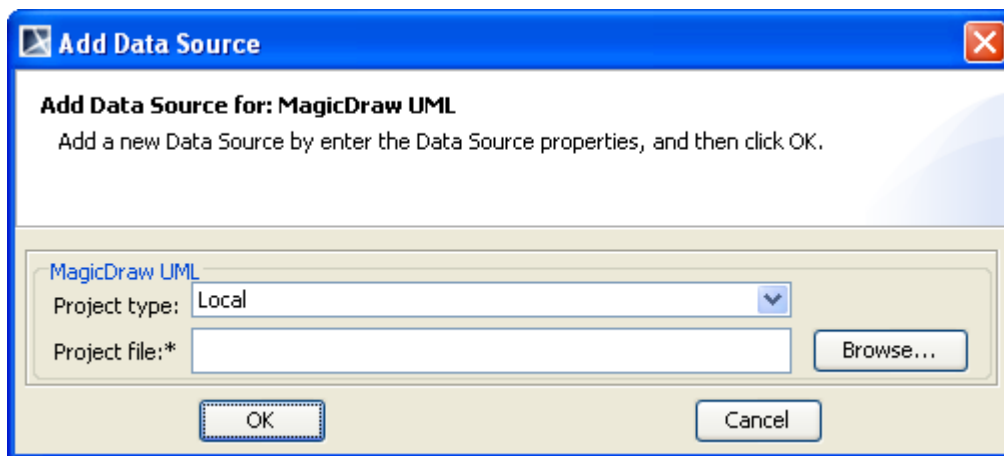 Add Data Source
Add Data Source for: MagicDraw UML
Add a new Data Source by enter the Data Source properties, and then click OK.
MagicDraw UML
Project type: Local
Project file:* Browse...
OK Cancel